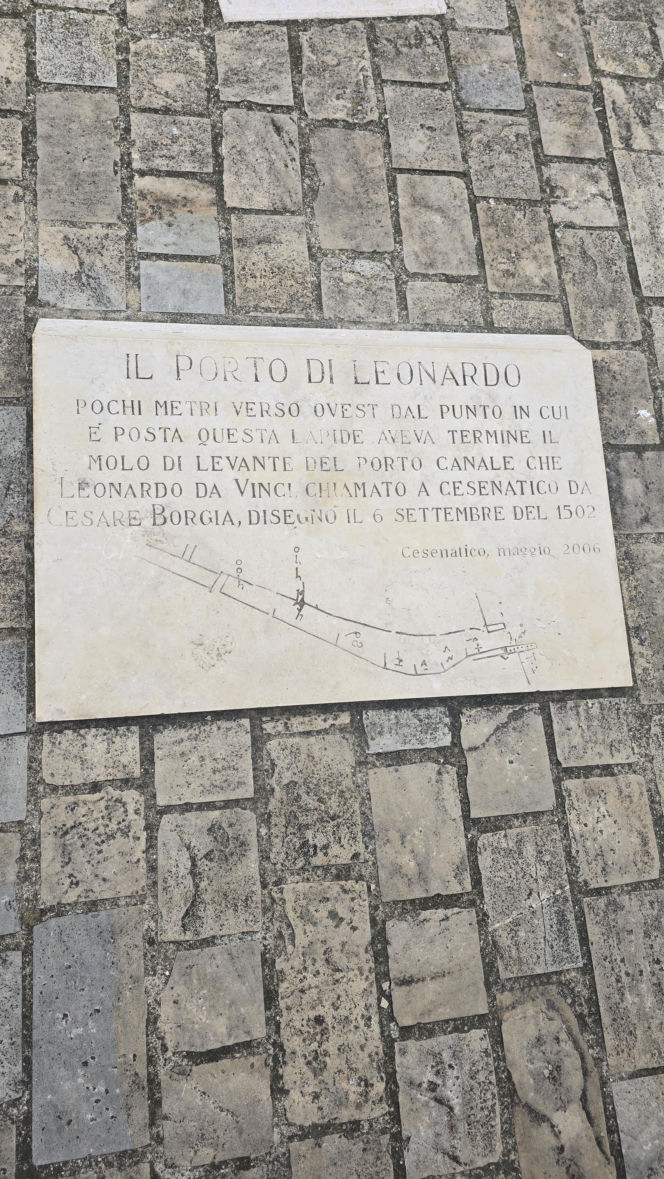 IL PORTO DI LEONARDO
POCHI METRI VERSO OVEST DAL PUNTO IN CUI
È POSTA QUESTA LAPIDE AVEVA TERMINE IL
MOLO DI LEVANTE DEL PORTO CANALE CHE
LEONARDO DA VINCI, CHIAMATO A CESENATICO DA
CESARE BORGIA, DISEGNÒ IL 6 SETTEMBRE DEL 1502
Cesenatico, maggio 2006